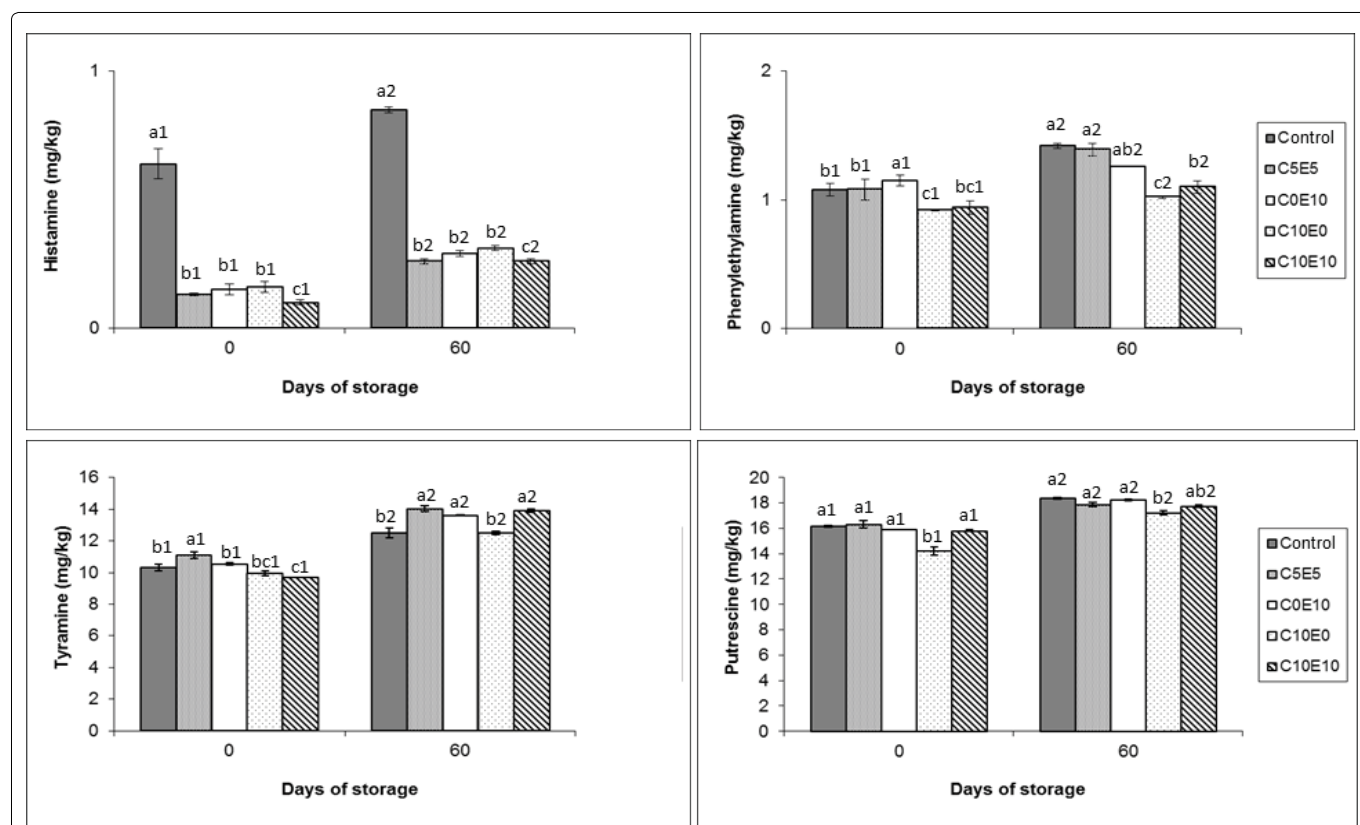 Histamine (mg/kg)
1
0
a1
b1
b1
b1
c1
a2
b2
b2
b2
c2
0
60
Days of storage
Phenylethylamine (mg/kg)
2
1
0
b1
b1
a1
c1
bc1
a2
a2
ab2
c2
b2
0
60
Days of storage
Control
C5E5
C0E10
C10E0
C10E10
Tyramine (mg/kg)
16
14
12
10
8
6
4
2
0
b1
a1
b1
bc1
c1
b2
a2
a2
b2
a2
0
60
Days of storage
Putrescine (mg/kg)
20
18
16
14
12
10
8
6
4
2
0
a1
a1
a1
b1
a1
a2
a2
a2
b2
ab2
0
60
Days of storage
Control
C5E5
C0E10
C10E0
C10E10